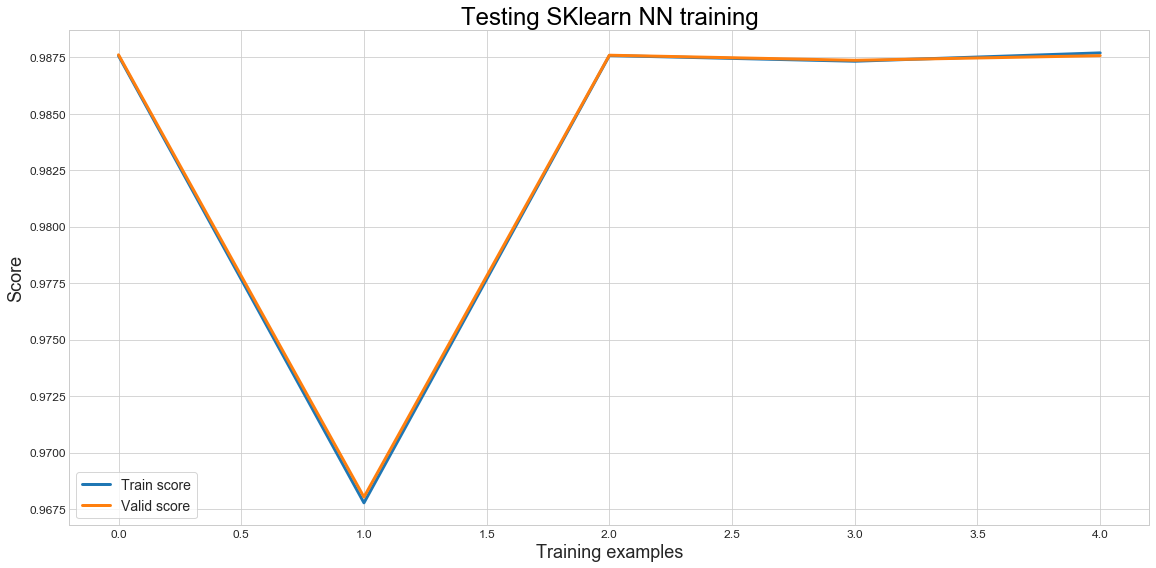 Testing SKlearn NN training
Score
0.9875
0.9850
0.9825
0.9800
0.9775
0.9750
0.9725
0.9700
0.9675
Train score
Valid score
0.0 0.5 1.0 1.5 2.0 2.5 3.0 3.5 4.0
Training examples